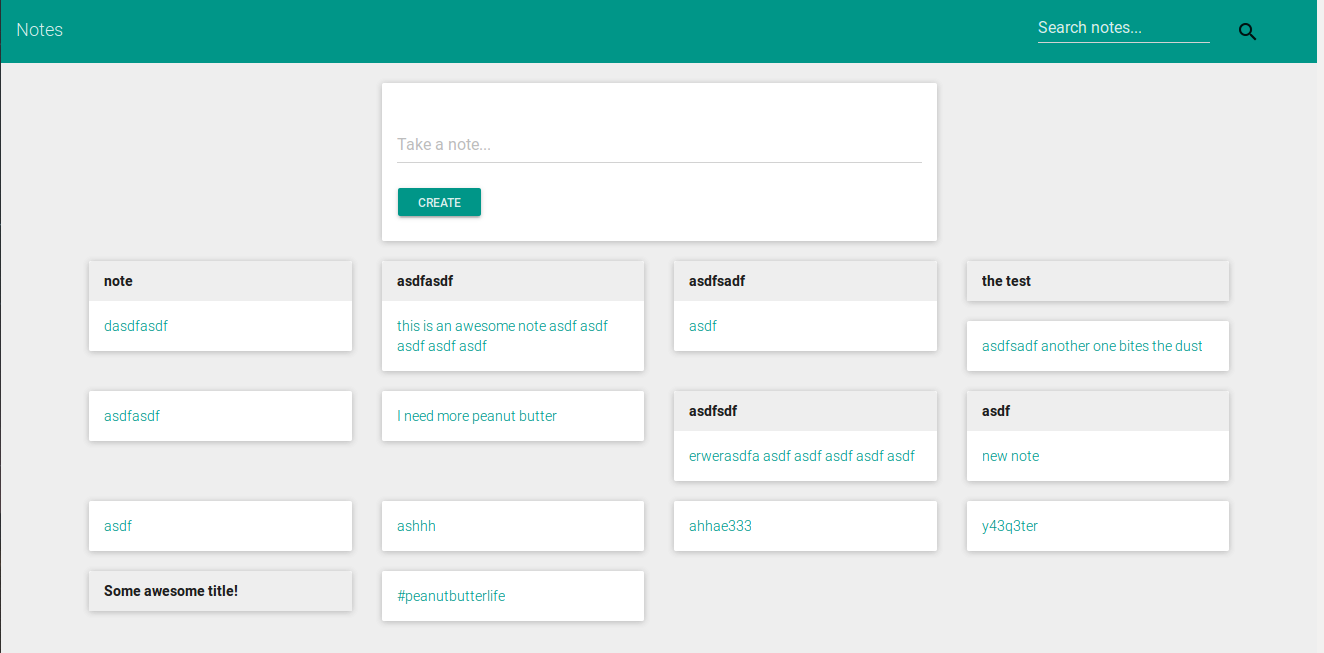 Notes
Search notes...
Take a note...
CREATE
note
dasdfasdf
asdfasdf
this is an awesome note asdf asdf
asdf asdf asdf
asdfsadf
asdf
the test
asdfsadf another one bites the dust
asdfasdf
I need more peanut butter
asdfsdf
erwerasdfa asdf asdf asdf asdf asdf
asdf
new note
asdf
ashhh
ahhae333
y43q3ter
Some awesome title!
#peanutbutterlife